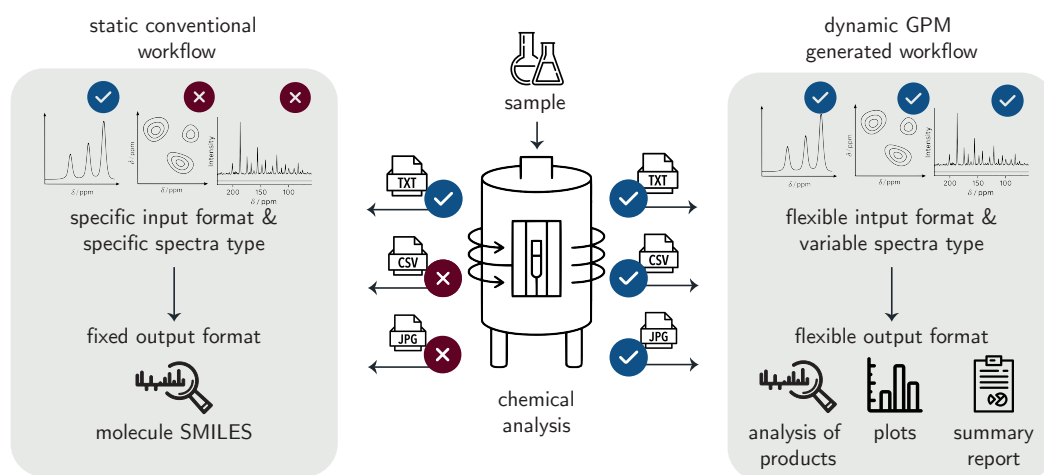 static conventional
workflow
δ / ppm
δ / ppm
δ / ppm
Intensity
200 150 100
δ / ppm
specific input format &
specific spectra type
fixed output format
molecule SMILES
sample
TXT
CSV
JPG
TXT
CSV
JPG
chemical
analysis
dynamic GPM
generated workflow
δ / ppm
δ / ppm
δ / ppm
Intensity
200 150 100
δ / ppm
flexible intput format &
variable spectra type
flexible output format
analysis of
products
plots
summary
report